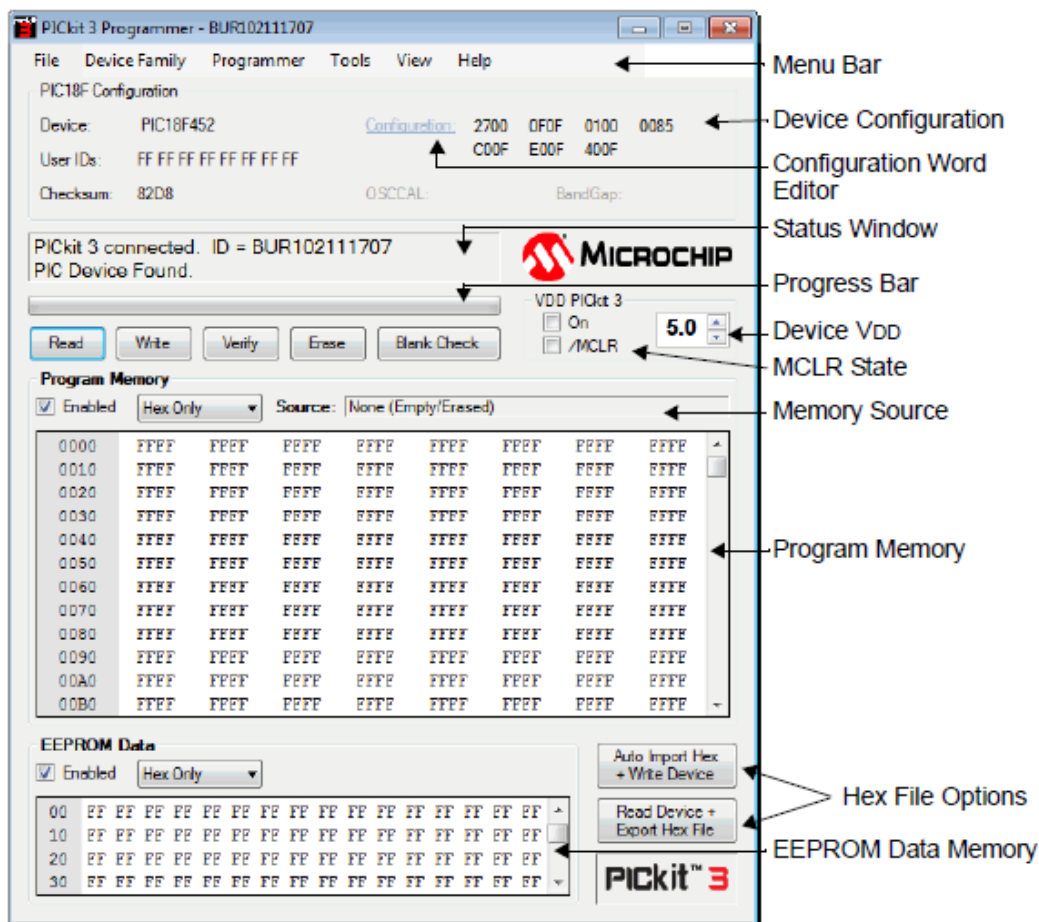 PICkit 3 Programmer - BUR102111707
File Device Family Programmer Tools View Help
Menu Bar
PIC18F Configuration
Device: PIC18F452 Configuration: 2700 0F0F 0100 0085
Device Configuration
C00F E00F 400F
User IDs: FF FF FF FF FF FF FF FF
Configuration Word
Editor
Checksum: 82D8 OSCCAL: BandGap:
Status Window
PICkit 3 connected. ID = BUR102111707
PIC Device Found.
MICROCHIP
Progress Bar
VDD PICkit 3
On
/MCLR
5.0
Device VDD
MCLR State
Read Write Verify Erase Blank Check
Program Memory
Enabled Hex Only Source: None (Empty/Erased)
Memory Source
0000 FFFF FFFF FFFF FFFF FFFF FFFF FFFF FFFF
0010 FFFF FFFF FFFF FFFF FFFF FFFF FFFF FFFF
0020 FFFF FFFF FFFF FFFF FFFF FFFF FFFF FFFF
0030 FFFF FFFF FFFF FFFF FFFF FFFF FFFF FFFF
0040 FFFF FFFF FFFF FFFF FFFF FFFF FFFF FFFF
0050 FFFF FFFF FFFF FFFF FFFF FFFF FFFF FFFF
0060 FFFF FFFF FFFF FFFF FFFF FFFF FFFF FFFF
0070 FFFF FFFF FFFF FFFF FFFF FFFF FFFF FFFF
0080 FFFF FFFF FFFF FFFF FFFF FFFF FFFF FFFF
0090 FFFF FFFF FFFF FFFF FFFF FFFF FFFF FFFF
00A0 FFFF FFFF FFFF FFFF FFFF FFFF FFFF FFFF
00B0 FFFF FFFF FFFF FFFF FFFF FFFF FFFF FFFF
Program Memory
EEPROM Data
Enabled Hex Only
00 FF FF FF FF FF FF FF FF FF FF FF FF FF FF FF FF
10 FF FF FF FF FF FF FF FF FF FF FF FF FF FF FF FF
20 FF FF FF FF FF FF FF FF FF FF FF FF FF FF FF FF
30 FF FF FF FF FF FF FF FF FF FF FF FF FF FF FF FF
Auto Import Hex
+ Write Device
Read Device +
Export Hex File
Hex File Options
EEPROM Data Memory
PICkit™ 3